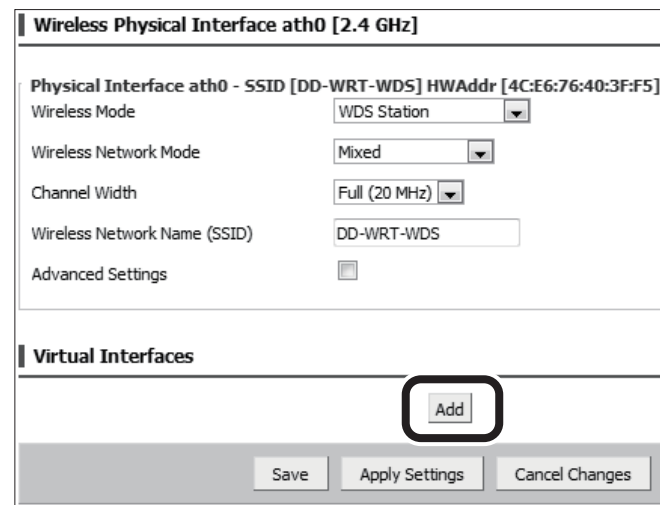 Wireless Physical Interface ath0 [2.4 GHz]
Physical Interface ath0 - SSID [DD-WRT-WDS] HWAddr [4C:E6:76:40:3F:F5]
Wireless Mode WDS Station
Wireless Network Mode Mixed
Channel Width Full (20 MHz)
Wireless Network Name (SSID) DD-WRT-WDS
Advanced Settings
Virtual Interfaces
Add
Save Apply Settings Cancel Changes